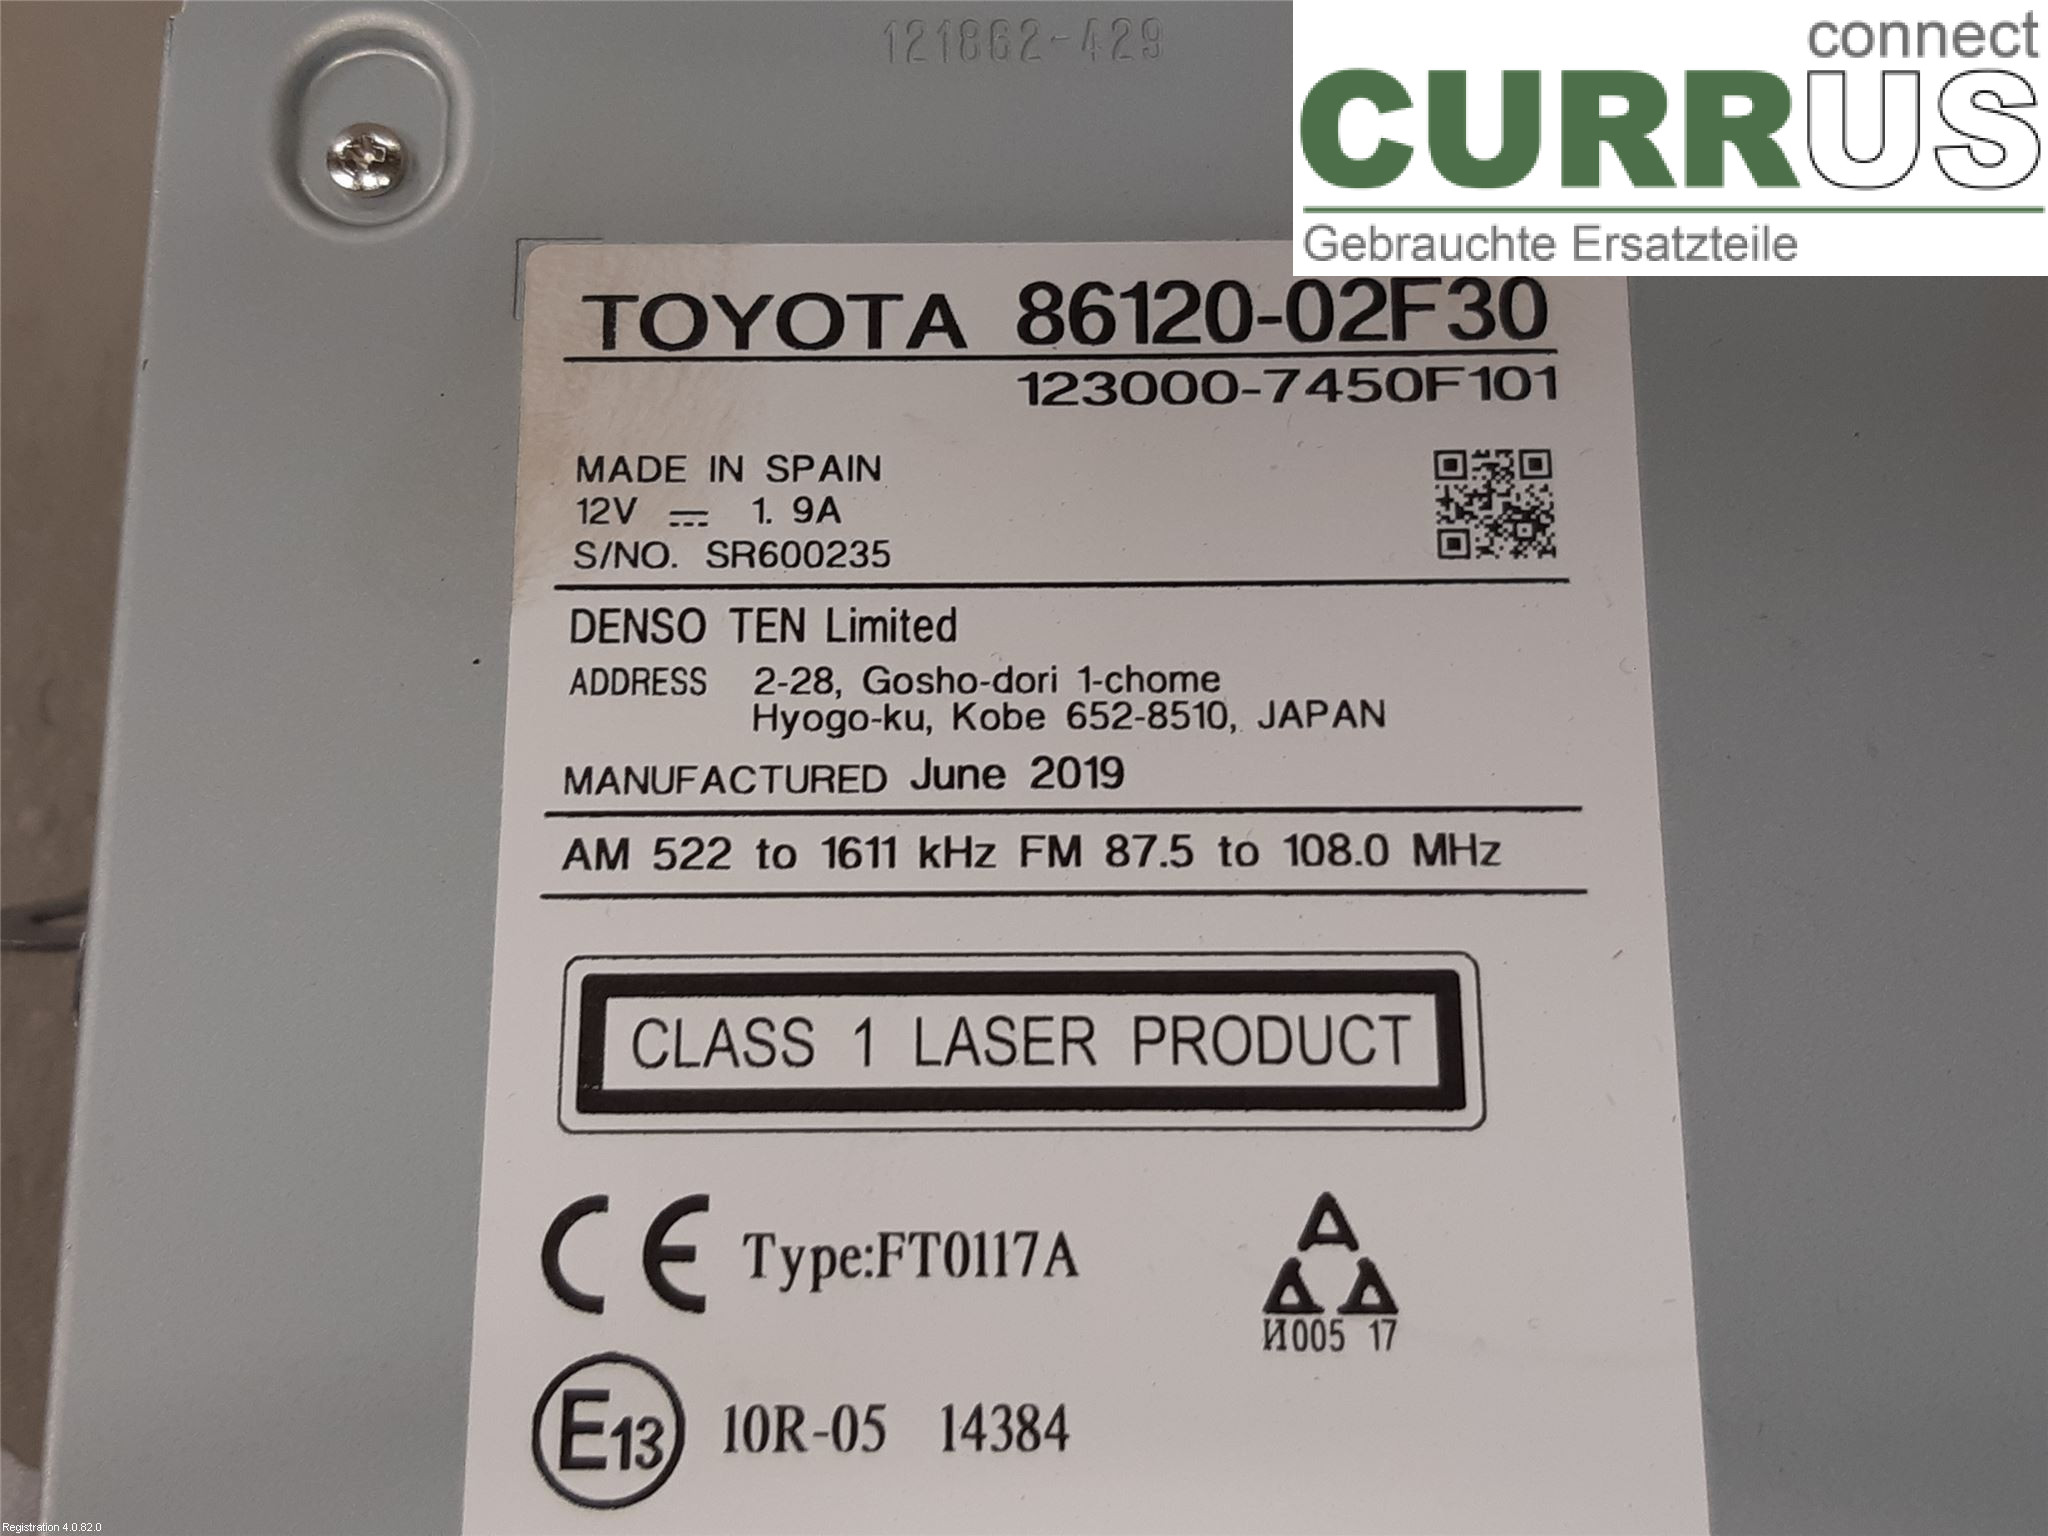 121862-429
connect
CURRUS
Gebrauchte Ersatzteile
TOYOTA 86120-02F30
123000-7450F101
MADE IN SPAIN
12V ⎓ 1. 9A
S/NO. SR600235
DENSO TEN Limited
ADDRESS 2-28, Gosho-dori 1-chome
Hyogo-ku, Kobe 652-8510, JAPAN
MANUFACTURED June 2019
AM 522 to 1611 kHz FM 87.5 to 108.0 MHz
CLASS 1 LASER PRODUCT
CE Type:FT0117A
A
A A
И005 17
E13 10R-05 14384
Registration 4.0.82.0